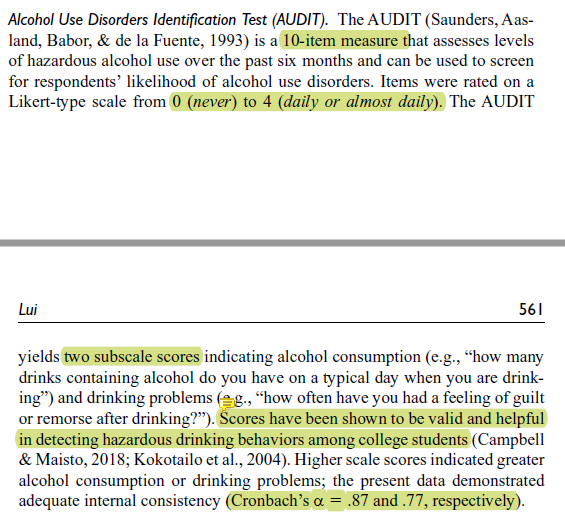 Alcohol Use Disorders Identification Test (AUDIT). The AUDIT (Saunders, Aas-
land, Babor, & de la Fuente, 1993) is a 10-item measure that assesses levels
of hazardous alcohol use over the past six months and can be used to screen
for respondents’ likelihood of alcohol use disorders. Items were rated on a
Likert-type scale from 0 (never) to 4 (daily or almost daily). The AUDIT
Lui 561
yields two subscale scores indicating alcohol consumption (e.g., “how many
drinks containing alcohol do you have on a typical day when you are drink-
ing”) and drinking problems (e.g., “how often have you had a feeling of guilt
or remorse after drinking?”). Scores have been shown to be valid and helpful
in detecting hazardous drinking behaviors among college students (Campbell
& Maisto, 2018; Kokotailo et al., 2004). Higher scale scores indicated greater
alcohol consumption or drinking problems; the present data demonstrated
adequate internal consistency (Cronbach’s α = .87 and .77, respectively).